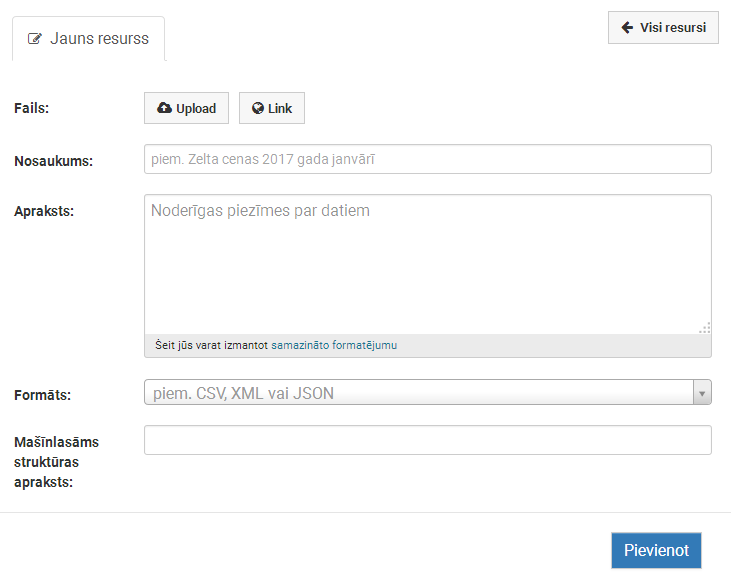 Jauns resurss
Visi resursi
Fails:
Upload
Link
Nosaukums:
piem. Zelta cenas 2017 gada janvārī
Apraksts:
Noderīgas piezīmes par datiem
Šeit jūs varat izmantot samazināto formatējumu
Formāts:
piem. CSV, XML vai JSON
Mašīnlasāms
struktūras
apraksts:
Pievienot